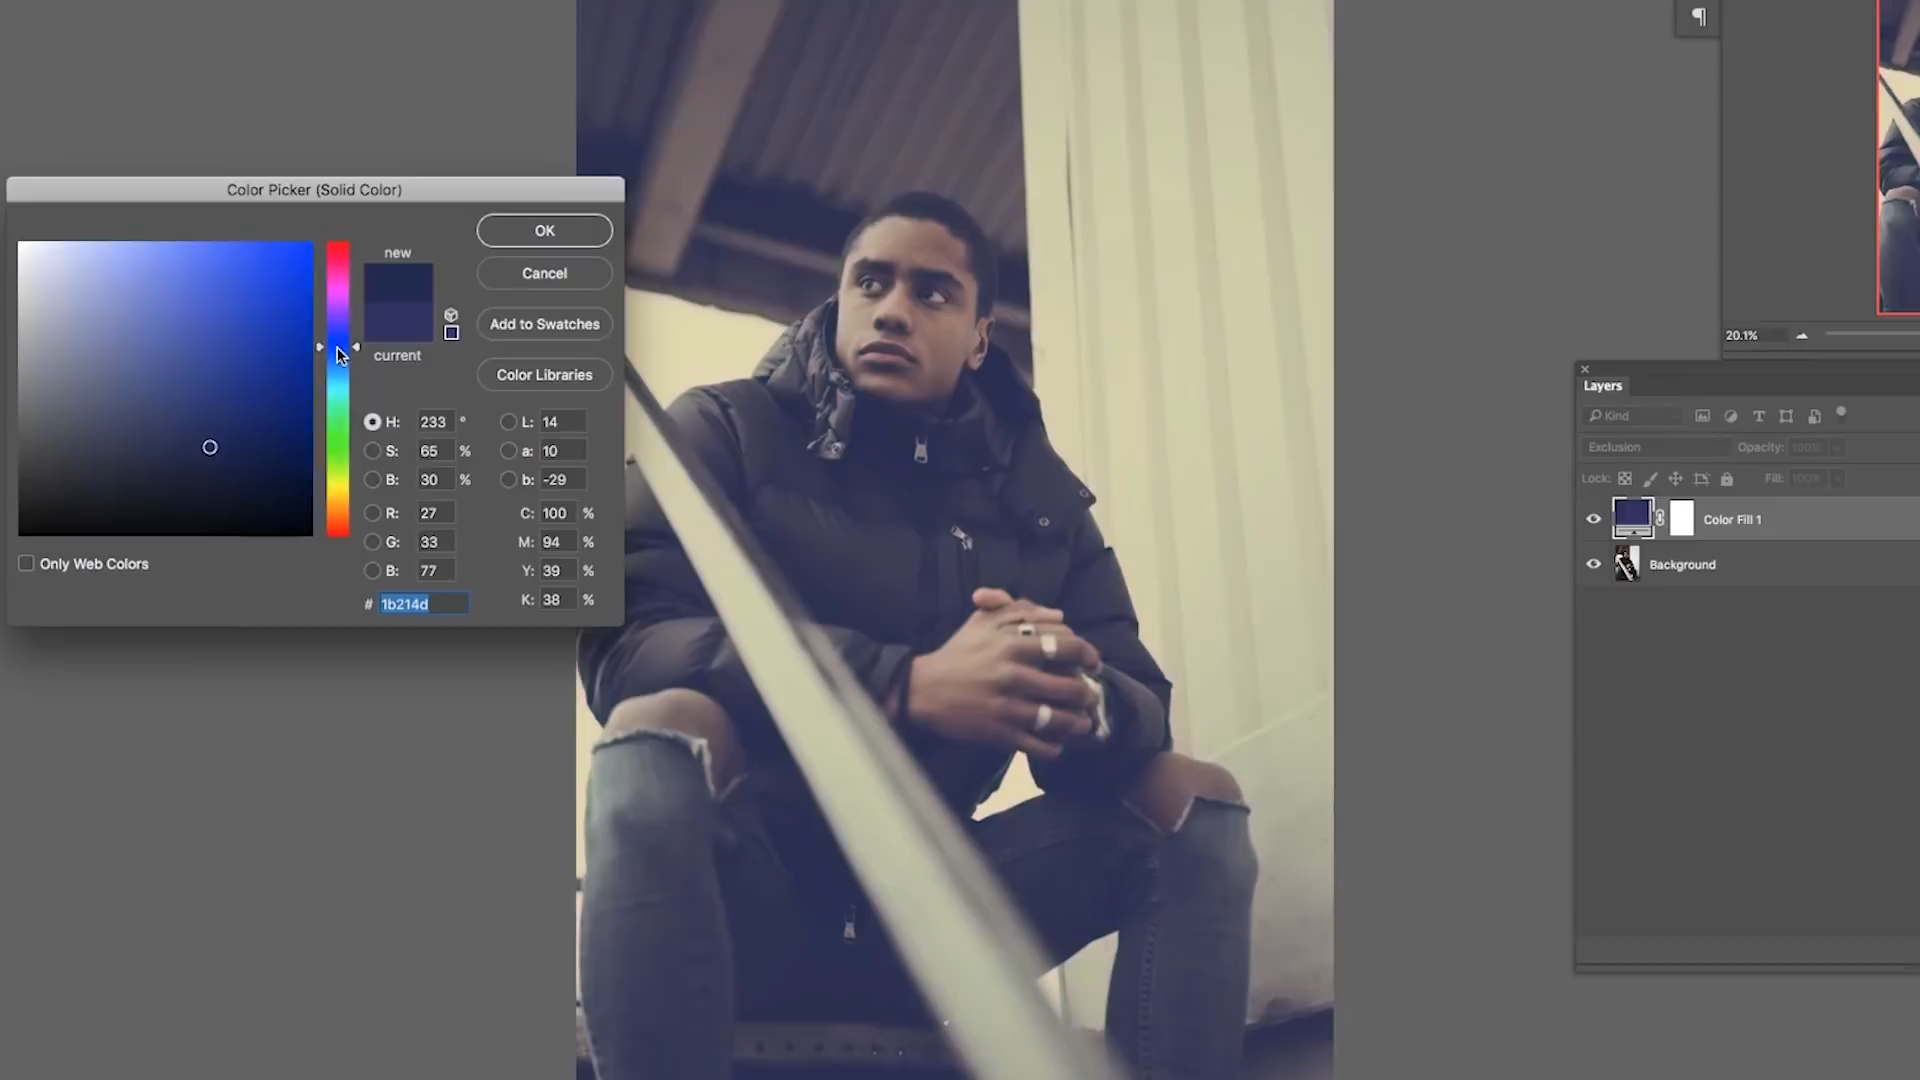 ¶
Color Picker (Solid Color)
new
current
OK
Cancel
Add to Swatches
Color Libraries
H: 233 °
S: 65 %
B: 30 %
R: 27
G: 33
B: 77
# 1b214d
L: 14
a: 10
b: -29
C: 100 %
M: 94 %
Y: 39 %
K: 38 %
Only Web Colors
20.1%
Layers
Kind
Exclusion Opacity: 100%
Lock: Fill: 100%
Color Fill 1
Background